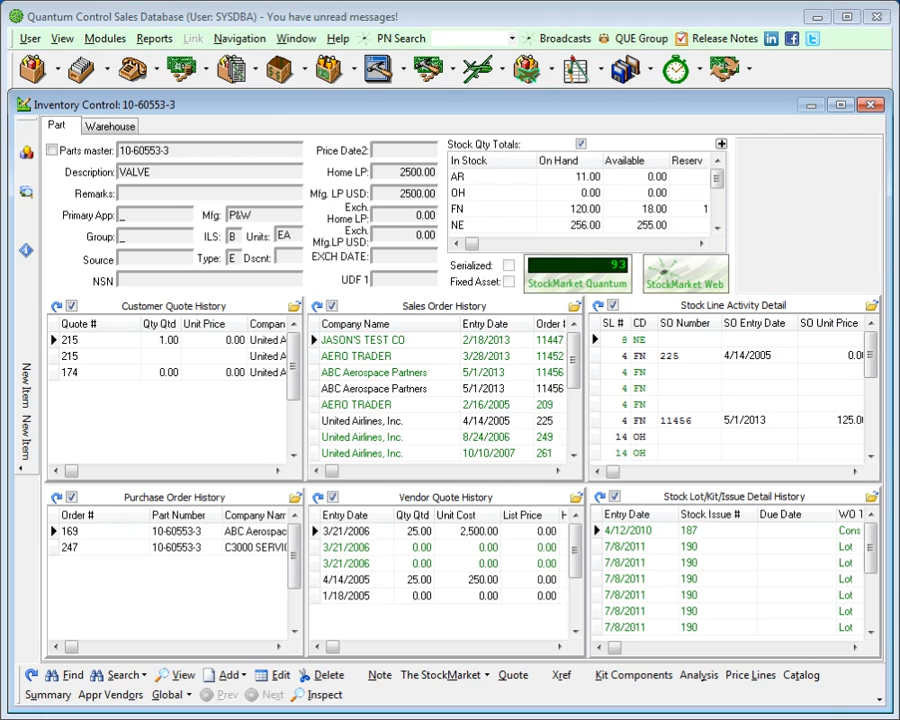 Quantum Control Sales Database (User: SYSDBA) - You have unread messages!
User View Modules Reports Link Navigation Window Help PN Search Broadcasts QUE Group Release Notes
Inventory Control: 10-60553-3
Part Warehouse
Parts master: 10-60553-3
Description: VALVE
Remarks:
Primary App: _ Mfg: P&W
Group: _ ILS: B Units: EA
Source Type: E Dscnt:
NSN
Price Date2:
Home LP: 2500.00
Mfg. LP USD: 2500.00
Exch. Home LP: 0.00
Exch. Mfg.LP USD: 0.00
EXCH DATE:
UDF 1
Stock Qty Totals:
In Stock On Hand Available Reserv
AR 11.00 0.00
OH 0.00 0.00
FN 120.00 18.00 1
NE 256.00 255.00
Serialized:
Fixed Asset:
93
StockMarket Quantum
StockMarket Web
New Item New Item
Customer Quote History
Quote # Qty Qtd Unit Price Compan
215 1.00 0.00 United A
215 United A
174 0.00 0.00 United A
Sales Order History
Company Name Entry Date Order #
JASON'S TEST CO 2/18/2013 11447
AERO TRADER 3/28/2013 11452
ABC Aerospace Partners 5/1/2013 11456
ABC Aerospace Partners 5/1/2013 11456
AERO TRADER 2/16/2005 209
United Airlines, Inc. 4/14/2005 225
United Airlines, Inc. 8/24/2006 249
United Airlines, Inc. 10/10/2007 261
Stock Line Activity Detail
SL # CD SO Number SO Entry Date SO Unit Price
8 NE
4 FN 225 4/14/2005 0.0
4 FN
4 FN
4 FN
4 FN 11456 5/1/2013 125.
14 OH
14 OH
Purchase Order History
Order # Part Number Company Nam
169 10-60553-3 ABC Aerospac
247 10-60553-3 C3000 SERVIC
Vendor Quote History
Entry Date Qty Qtd Unit Cost List Price H
3/21/2006 25.00 2,500.00 0.00
3/21/2006 0.00 0.00 0.00
3/21/2006 0.00 0.00 0.00
4/14/2005 25.00 250.00 0.00
1/18/2005 0.00 0.00 0.00
Stock Lot/Kit/Issue Detail History
Entry Date Stock Issue # Due Date WO T
4/12/2010 187 Cons
7/8/2011 190 Lot
7/8/2011 190 Lot
7/8/2011 190 Lot
7/8/2011 190 Lot
7/8/2011 190 Lot
7/8/2011 190 Lot
Find Search View Add Edit Delete Note The StockMarket Quote Xref Kit Components Analysis Price Lines Catalog
Summary Appr Vendors Global Prev Next Inspect